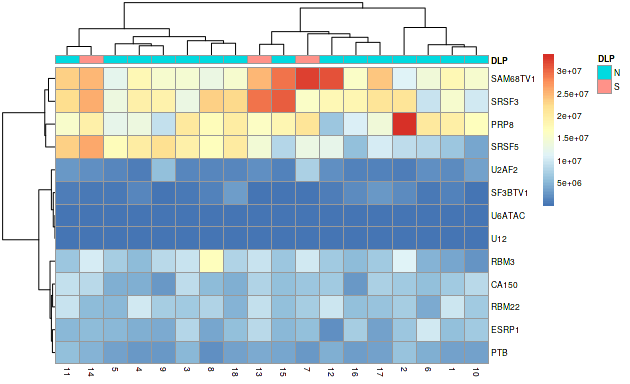 DLP
DLP
N
S
SAM68TV1
SRSF3
PRP8
SRSF5
U2AF2
SF3BTV1
U6ATAC
U12
RBM3
CA150
RBM22
ESRP1
PTB
3e+07
2.5e+07
2e+07
1.5e+07
1e+07
5e+06
11 14 5 4 9 3 8 18 13 15 7 12 16 17 2 6 1 10